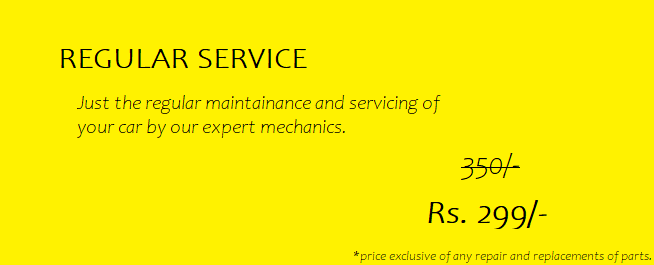 REGULAR SERVICE
Just the regular maintainance and servicing of
your car by our expert mechanics.
350/-
Rs. 299/-
*price exclusive of any repair and replacements of parts.